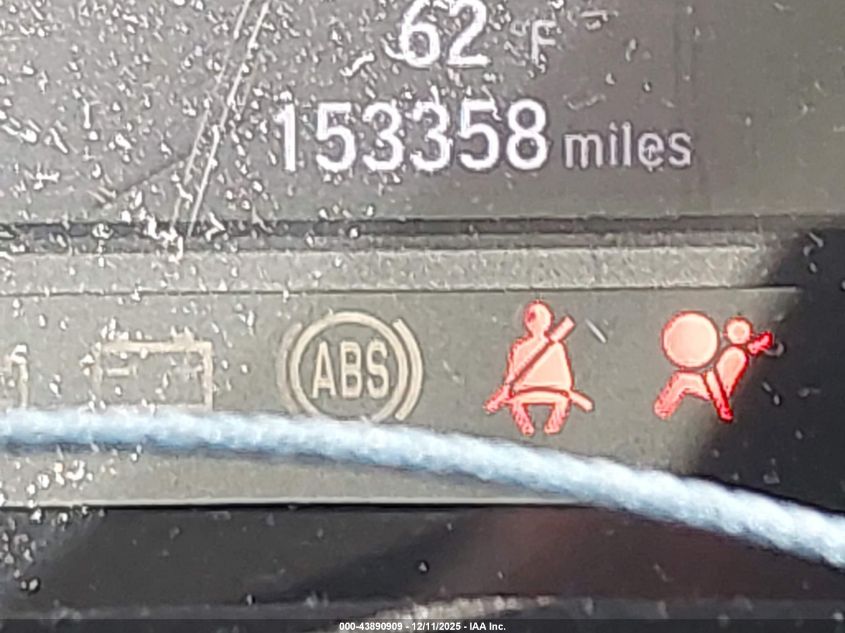 62 °F
153358 miles
ABS
000-43890909 - 12/11/2025 - IAA Inc.